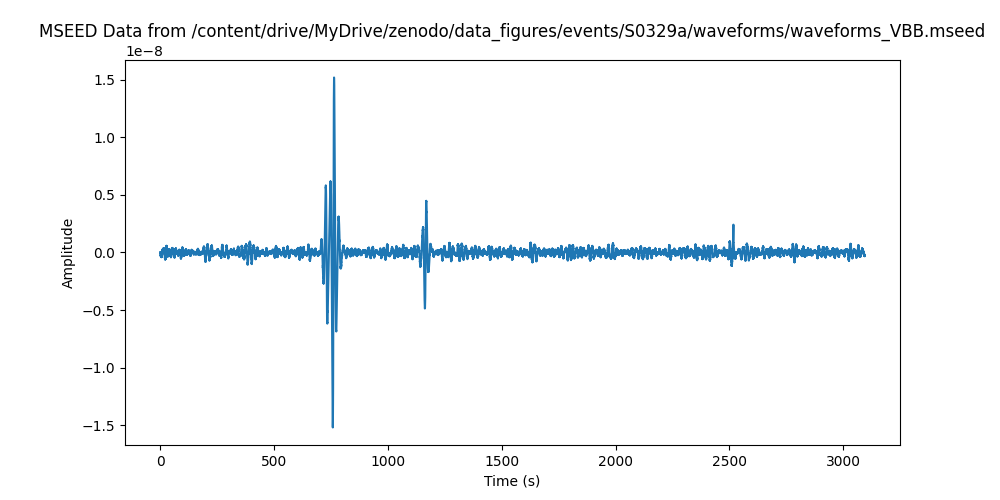 MSEED Data from /content/drive/MyDrive/zenodo/data_figures/events/S0329a/waveforms/waveforms_VBB.mseed
1e−8
1.5
1.0
0.5
0.0
−0.5
−1.0
−1.5
Amplitude
0 500 1000 1500 2000 2500 3000
Time (s)